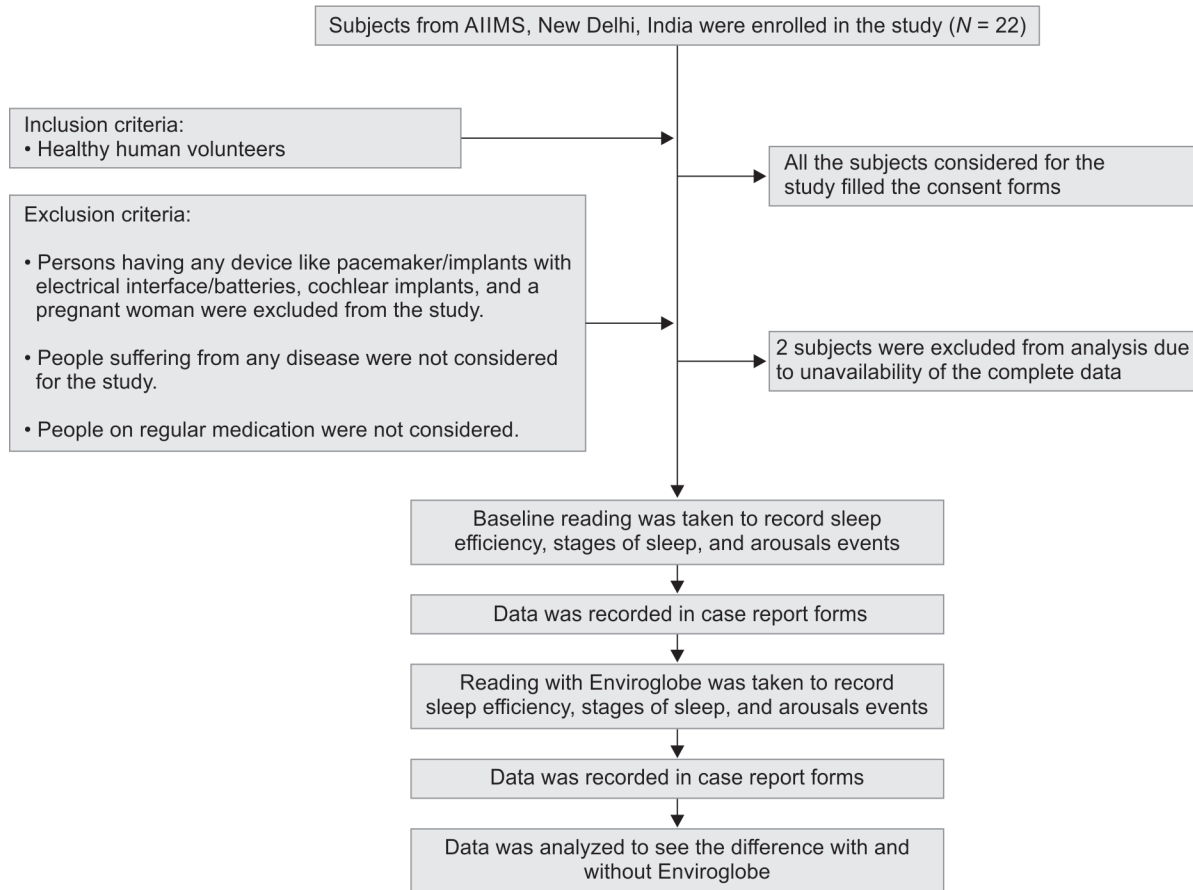 Subjects from AIIMS, New Delhi, India were enrolled in the study (N = 22)
Inclusion criteria:
• Healthy human volunteers
All the subjects considered for the
study filled the consent forms
Exclusion criteria:
• Persons having any device like pacemaker/implants with
electrical interface/batteries, cochlear implants, and a
pregnant woman were excluded from the study.
• People suffering from any disease were not considered
for the study.
• People on regular medication were not considered.
2 subjects were excluded from analysis due
to unavailability of the complete data
Baseline reading was taken to record sleep
efficiency, stages of sleep, and arousals events
Data was recorded in case report forms
Reading with Enviroglobe was taken to record
sleep efficiency, stages of sleep, and arousals events
Data was recorded in case report forms
Data was analyzed to see the difference with and
without Enviroglobe